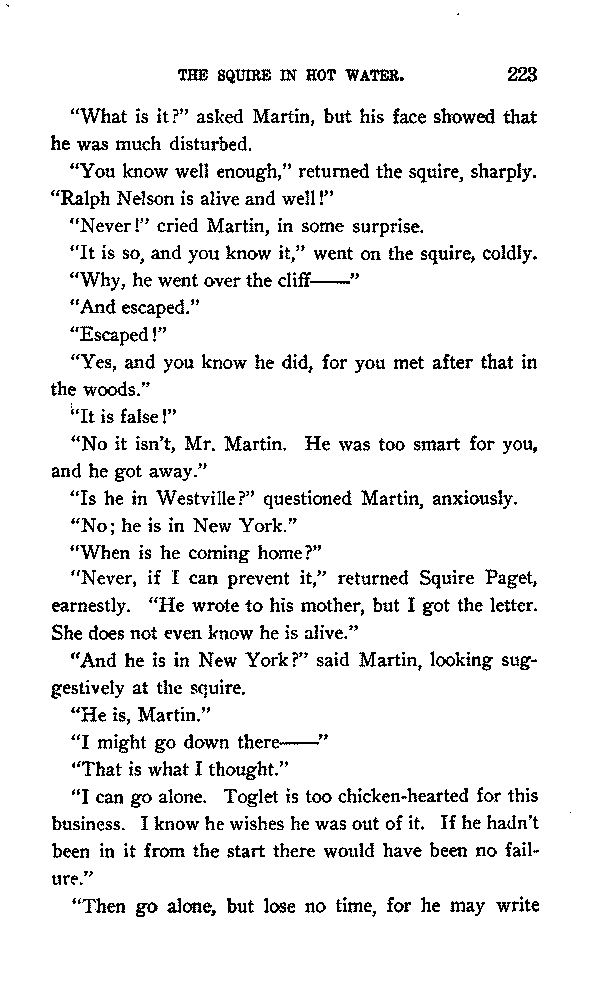 THE SQUIRE IN HOT WATER. 223
“What is it?” asked Martin, but his face showed that
he was much disturbed.
“You know well enough,” returned the squire, sharply.
“Ralph Nelson is alive and well!”
“Never!” cried Martin, in some surprise.
“It is so, and you know it,” went on the squire, coldly.
“Why, he went over the cliff——”
“And escaped.”
“Escaped!”
“Yes, and you know he did, for you met after that in
the woods.”
“It is false!”
“No it isn’t, Mr. Martin. He was too smart for you,
and he got away.”
“Is he in Westville?” questioned Martin, anxiously.
“No; he is in New York.”
“When is he coming home?”
“Never, if I can prevent it,” returned Squire Paget,
earnestly. “He wrote to his mother, but I got the letter.
She does not even know he is alive.”
“And he is in New York?” said Martin, looking sug-
gestively at the squire.
“He is, Martin.”
“I might go down there——”
“That is what I thought.”
“I can go alone. Toglet is too chicken-hearted for this
business. I know he wishes he was out of it. If he hadn’t
been in it from the start there would have been no fail-
ure.”
“Then go alone, but lose no time, for he may write